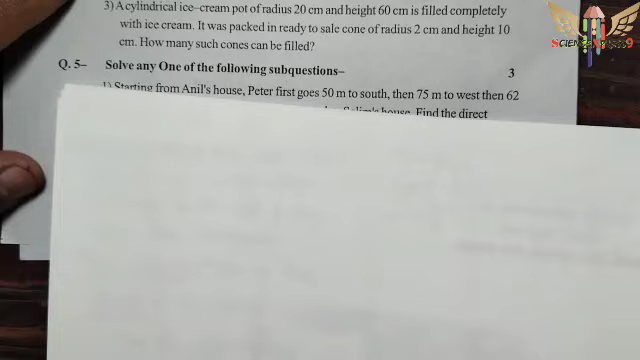 3) A cylindrical ice–cream pot of radius 20 cm and height 60 cm is filled completely
with ice cream. It was packed in ready to sale cone of radius 2 cm and height 10
cm. How many such cones can be filled?
Q. 5– Solve any One of the following subquestions– 3
1) Starting from Anil's house, Peter first goes 50 m to south, then 75 m to west then 62
house. Find the direct